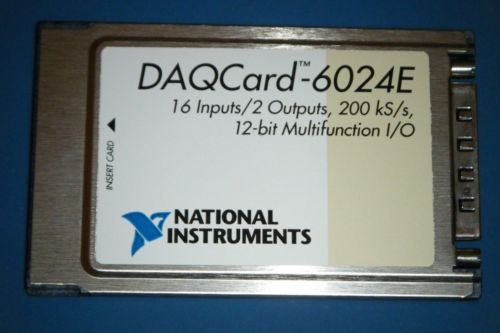 DAQCard™-6024E
16 Inputs/2 Outputs, 200 kS/s,
12-bit Multifunction I/O
INSERT CARD
NATIONAL
INSTRUMENTS